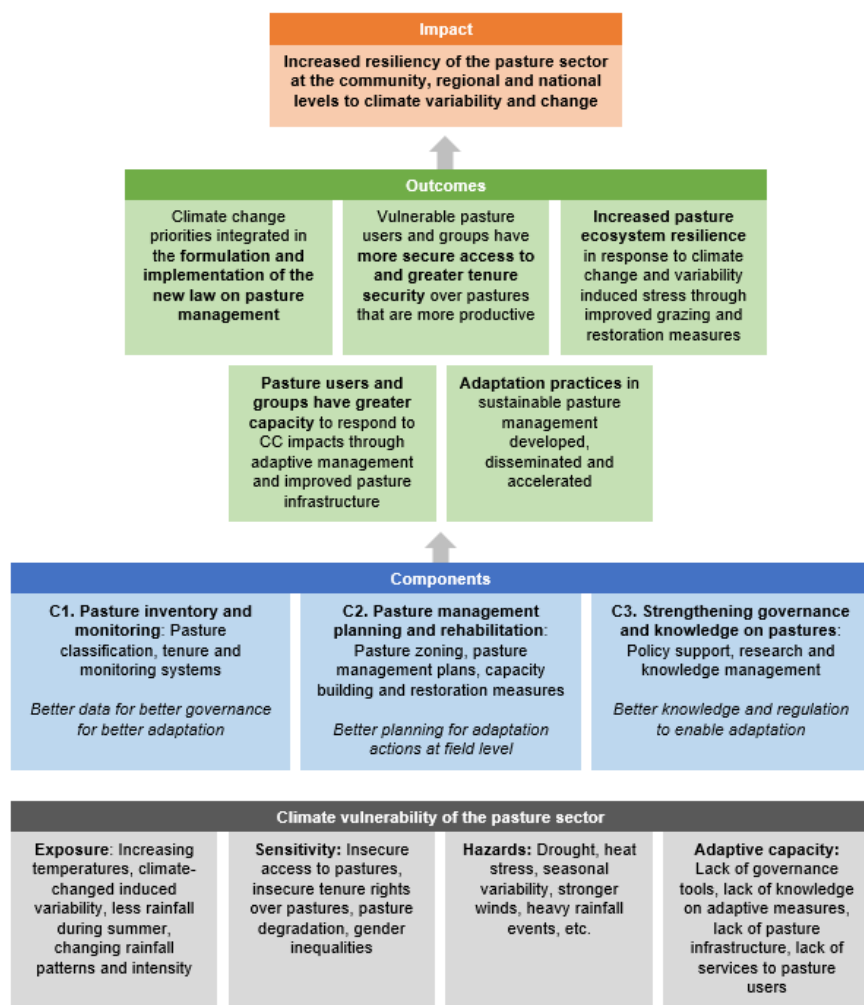 Impact
Increased resiliency of the pasture sector
at the community, regional and national
levels to climate variability and change
Outcomes
Climate change
priorities integrated in
the formulation and
implementation of the
new law on pasture
management
Vulnerable pasture
users and groups have
more secure access to
and greater tenure
security over pastures
that are more productive
Increased pasture
ecosystem resilience
in response to climate
change and variability
induced stress through
improved grazing and
restoration measures
Pasture users and
groups have greater
capacity to respond to
CC impacts through
adaptive management
and improved pasture
infrastructure
Adaptation practices in
sustainable pasture
management
developed,
disseminated and
accelerated
Components
C1. Pasture inventory and
monitoring: Pasture
classification, tenure and
monitoring systems
Better data for better governance
for better adaptation
C2. Pasture management
planning and rehabilitation:
Pasture zoning, pasture
management plans, capacity
building and restoration measures
Better planning for adaptation
actions at field level
C3. Strengthening governance
and knowledge on pastures:
Policy support, research and
knowledge management
Better knowledge and regulation
to enable adaptation
Climate vulnerability of the pasture sector
Exposure: Increasing
temperatures, climate-
changed induced
variability, less rainfall
during summer,
changing rainfall
patterns and intensity
Sensitivity: Insecure
access to pastures,
insecure tenure rights
over pastures, pasture
degradation, gender
inequalities
Hazards: Drought, heat
stress, seasonal
variability, stronger
winds, heavy rainfall
events, etc.
Adaptive capacity:
Lack of governance
tools, lack of knowledge
on adaptive measures,
lack of pasture
infrastructure, lack of
services to pasture
users